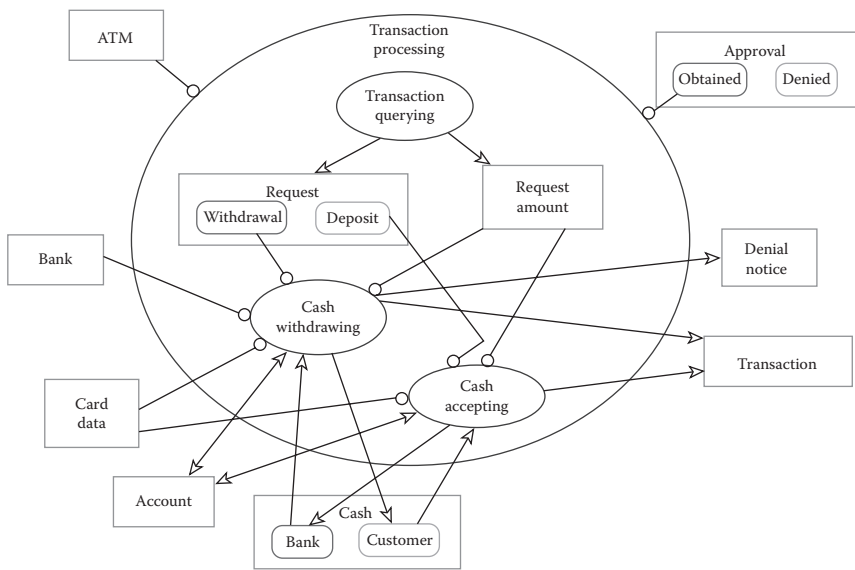 ATM
Transaction
processing
Approval
Obtained
Denied
Transaction
querying
Request
Withdrawal
Deposit
Request
amount
Bank
Denial
notice
Cash
withdrawing
Transaction
Card
data
Cash
accepting
Account
Cash
Bank
Customer